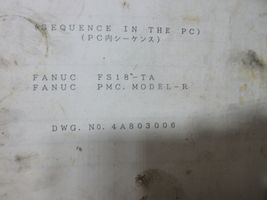 (SEQUENCE IN THE PC)
(PC内シーケンス)
FANUC FS18-TA
FANUC PMC. MODEL-R
DWG. NO. 4A803006